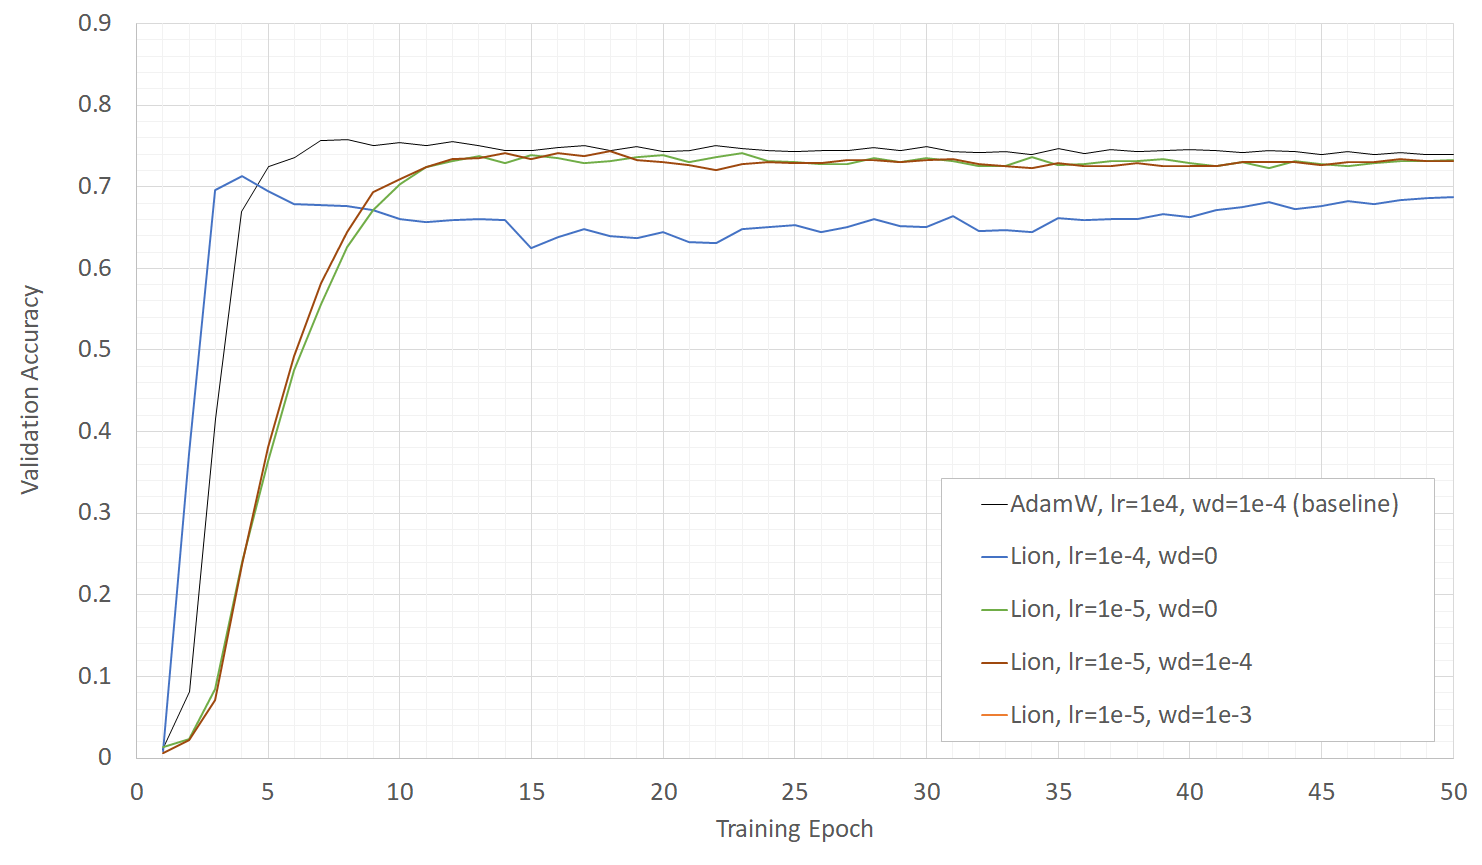 0.9
0.8
0.7
0.6
0.5
0.4
0.3
0.2
0.1
0
Validation Accuracy
AdamW, lr=1e4, wd=1e-4 (baseline)
Lion, lr=1e-4, wd=0
Lion, lr=1e-5, wd=0
Lion, lr=1e-5, wd=1e-4
Lion, lr=1e-5, wd=1e-3
0 5 10 15 20 25 30 35 40 45 50
Training Epoch